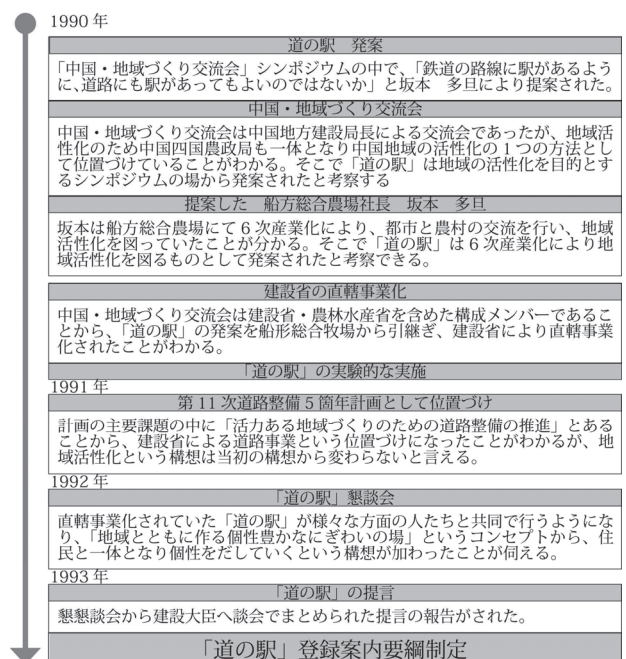 1990 年
道の駅　発案
「中国・地域づくり交流会」シンポジウムの中で、「鉄道の路線に駅があるよう
に、道路にも駅があってもよいのではないか」と坂本　多旦により提案された。
中国・地域づくり交流会
中国・地域づくり交流会は中国地方建設局長による交流会であったが、地域活
性化のため中国四国農政局も一体となり中国地域の活性化の 1 つの方法とし
て位置づけていることがわかる。そこで「道の駅」は地域の活性化を目的とす
るシンポジウムの場から発案されたと考察する
提案した　船方総合農場社長　坂本　多旦
坂本は船方総合農場にて 6 次産業化により、都市と農村の交流を行い、地域
活性化を図っていたことが分かる。そこで「道の駅」は 6 次産業化により地
域活性化を図るものとして発案されたと考察できる。
建設省の直轄事業化
中国・地域づくり交流会は建設省・農林水産省を含めた構成メンバーであるこ
とから、「道の駅」の発案を船形総合牧場から引継ぎ、建設省により直轄事業
化されたことがわかる。
「道の駅」の実験的な実施
1991 年
第 11 次道路整備 5 箇年計画として位置づけ
計画の主要課題の中に「活力ある地域づくりのための道路整備の推進」とある
ことから、建設省による道路事業という位置づけになったことがわかるが、地
域活性化という構想は当初の構想から変わらないと言える。
1992 年
「道の駅」懇談会
直轄事業化されていた「道の駅」が様々な方面の人たちと共同で行うようにな
り、「地域とともに作る個性豊かなにぎわいの場」というコンセプトから、住
民と一体となり個性をだしていくという構想が加わったことが伺える。
1993 年
「道の駅」の提言
懇懇談会から建設大臣へ談会でまとめられた提言の報告がされた。
「道の駅」登録案内要綱制定